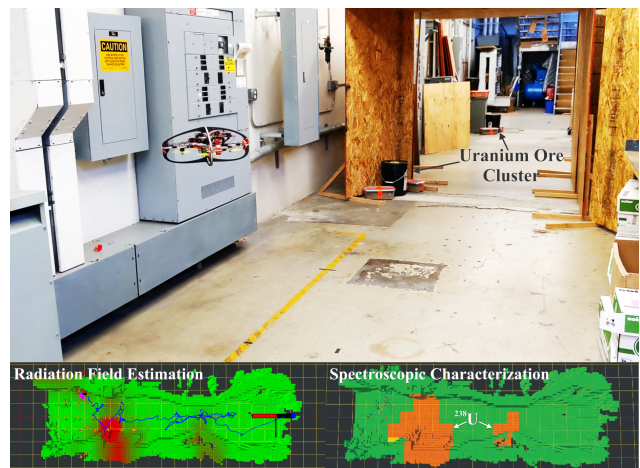 CAUTION
Uranium Ore
Cluster
Radiation Field Estimation
Spectroscopic Characterization
²³⁸U